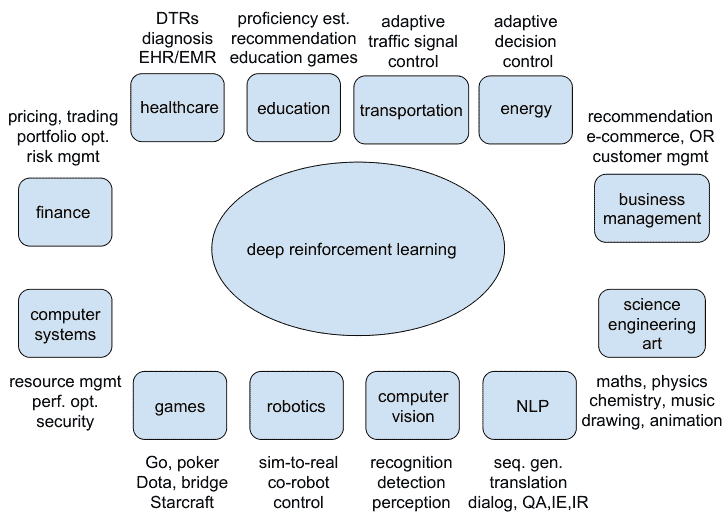 DTRs
diagnosis
EHR/EMR
healthcare
proficiency est.
recommendation
education games
education
adaptive
traffic signal
control
transportation
adaptive
decision
control
energy
pricing, trading
portfolio opt.
risk mgmt
finance
recommendation
e-commerce, OR
customer mgmt
business
management
deep reinforcement learning
computer
systems
resource mgmt
perf. opt.
security
science
engineering
art
maths, physics
chemistry, music
drawing, animation
games
Go, poker
Dota, bridge
Starcraft
robotics
sim-to-real
co-robot
control
computer
vision
recognition
detection
perception
NLP
seq. gen.
translation
dialog, QA,IE,IR